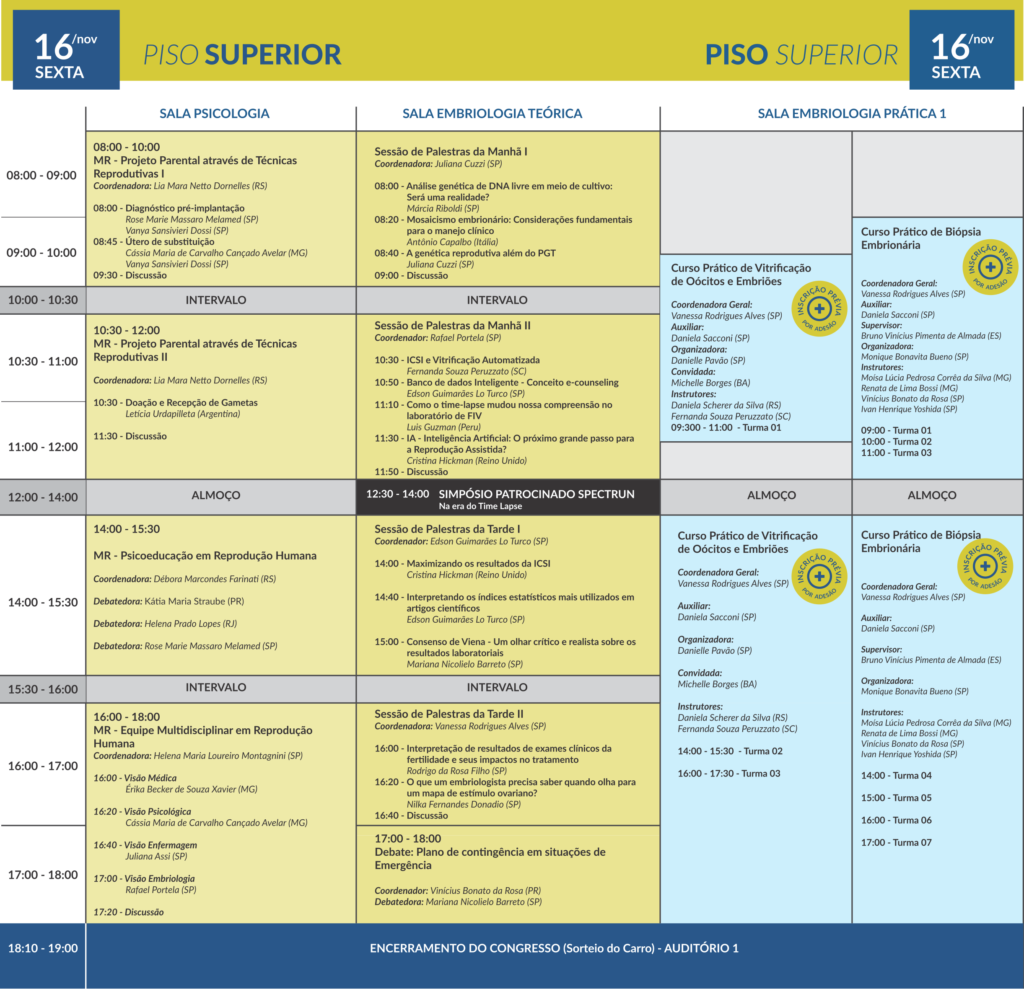 16/nov
SEXTA
PISO SUPERIOR
PISO SUPERIOR
16/nov
SEXTA
SALA PSICOLOGIA
SALA EMBRIOLOGIA TEÓRICA
SALA EMBRIOLOGIA PRÁTICA 1
08:00 - 09:00
09:00 - 10:00
08:00 - 10:00
MR - Projeto Parental através de Técnicas
Reprodutivas I
Coordenadora: Lia Mara Netto Dornelles (RS)
08:00 - Diagnóstico pré-implantação
Rose Marie Massaro Melamed (SP)
Vanya Sansivieri Dossi (SP)
08:45 - Útero de substituição
Cássia Maria de Carvalho Cançado Avelar (MG)
Vanya Sansivieri Dossi (SP)
09:30 - Discussão
Sessão de Palestras da Manhã I
Coordenadora: Juliana Cuzzi (SP)
08:00 - Análise genética de DNA livre em meio de cultivo:
Será uma realidade?
Márcia Riboldi (SP)
08:20 - Mosaicismo embrionário: Considerações fundamentais
para o manejo clínico
Antônio Capalbo (Itália)
08:40 - A genética reprodutiva além do PGT
Juliana Cuzzi (SP)
09:00 - Discussão
10:00 - 10:30
INTERVALO
INTERVALO
10:30 - 11:00
11:00 - 12:00
10:30 - 12:00
MR - Projeto Parental através de Técnicas
Reprodutivas II
Coordenadora: Lia Mara Netto Dornelles (RS)
10:30 - Doação e Recepção de Gametas
Letícia Urdapilleta (Argentina)
11:30 - Discussão
Sessão de Palestras da Manhã II
Coordenador: Rafael Portela (SP)
10:30 - ICSI e Vitrificação Automatizada
Fernanda Souza Peruzzato (SC)
10:50 - Banco de dados Inteligente - Conceito e-counseling
Edson Guimarães Lo Turco (SP)
11:10 - Como o time-lapse mudou nossa compreensão no
laboratório de FIV
Luis Guzman (Peru)
11:30 - IA - Inteligência Artificial: O próximo grande passo para
a Reprodução Assistida?
Cristina Hickman (Reino Unido)
11:50 - Discussão
Curso Prático de Vitrificação
de Oócitos e Embriões
INSCRIÇÃO PRÉVIA
POR ADESÃO
Coordenadora Geral:
Vanessa Rodrigues Alves (SP)
Auxiliar:
Daniela Sacconi (SP)
Organizadora:
Danielle Pavão (SP)
Convidada:
Michelle Borges (BA)
Instrutores:
Daniela Scherer da Silva (RS)
Fernanda Souza Peruzzato (SC)
09:300 - 11:00 - Turma 01
Curso Prático de Biópsia
Embrionária
INSCRIÇÃO PRÉVIA
POR ADESÃO
Coordenadora Geral:
Vanessa Rodrigues Alves (SP)
Auxiliar:
Daniela Sacconi (SP)
Supervisor:
Bruno Vinícius Pimenta de Almada (ES)
Organizadora:
Monique Bonavita Bueno (SP)
Instrutores:
Moisa Lúcia Pedrosa Corrêa da Silva (MG)
Renata de Lima Bossi (MG)
Vinícius Bonato da Rosa (SP)
Ivan Henrique Yoshida (SP)
09:00 - Turma 01
10:00 - Turma 02
11:00 - Turma 03
12:00 - 14:00
ALMOÇO
12:30 - 14:00 SIMPÓSIO PATROCINADO SPECTRUN
Na era do Time Lapse
ALMOÇO
ALMOÇO
14:00 - 15:30
14:00 - 15:30
MR - Psicoeducação em Reprodução Humana
Coordenadora: Débora Marcondes Farinati (RS)
Debatedora: Kátia Maria Straube (PR)
Debatedora: Helena Prado Lopes (RJ)
Debatedora: Rose Marie Massaro Melamed (SP)
Sessão de Palestras da Tarde I
Coordenador: Edson Guimarães Lo Turco (SP)
14:00 - Maximizando os resultados da ICSI
Cristina Hickman (Reino Unido)
14:40 - Interpretando os índices estatísticos mais utilizados em
artigos científicos
Edson Guimarães Lo Turco (SP)
15:00 - Consenso de Viena - Um olhar crítico e realista sobre os
resultados laboratoriais
Mariana Nicolielo Barreto (SP)
15:30 - 16:00
INTERVALO
INTERVALO
16:00 - 17:00
17:00 - 18:00
16:00 - 18:00
MR - Equipe Multidisciplinar em Reprodução
Humana
Coordenadora: Helena Maria Loureiro Montagnini (SP)
16:00 - Visão Médica
Érika Becker de Souza Xavier (MG)
16:20 - Visão Psicológica
Cássia Maria de Carvalho Cançado Avelar (MG)
16:40 - Visão Enfermagem
Juliana Assi (SP)
17:00 - Visão Embriologia
Rafael Portela (SP)
17:20 - Discussão
Sessão de Palestras da Tarde II
Coordenadora: Vanessa Rodrigues Alves (SP)
16:00 - Interpretação de resultados de exames clínicos da
fertilidade e seus impactos no tratamento
Rodrigo da Rosa Filho (SP)
16:20 - O que um embriologista precisa saber quando olha para
um mapa de estímulo ovariano?
Nilka Fernandes Donadio (SP)
16:40 - Discussão
17:00 - 18:00
Debate: Plano de contingência em situações de
Emergência
Coordenador: Vinícius Bonato da Rosa (PR)
Debatedora: Mariana Nicolielo Barreto (SP)
Curso Prático de Vitrificação
de Oócitos e Embriões
INSCRIÇÃO PRÉVIA
POR ADESÃO
Coordenadora Geral:
Vanessa Rodrigues Alves (SP)
Auxiliar:
Daniela Sacconi (SP)
Organizadora:
Danielle Pavão (SP)
Convidada:
Michelle Borges (BA)
Instrutores:
Daniela Scherer da Silva (RS)
Fernanda Souza Peruzzato (SC)
14:00 - 15:30 - Turma 02
16:00 - 17:30 - Turma 03
Curso Prático de Biópsia
Embrionária
INSCRIÇÃO PRÉVIA
POR ADESÃO
Coordenadora Geral:
Vanessa Rodrigues Alves (SP)
Auxiliar:
Daniela Sacconi (SP)
Supervisor:
Bruno Vinícius Pimenta de Almada (ES)
Organizadora:
Monique Bonavita Bueno (SP)
Instrutores:
Moisa Lúcia Pedrosa Corrêa da Silva (MG)
Renata de Lima Bossi (MG)
Vinícius Bonato da Rosa (SP)
Ivan Henrique Yoshida (SP)
14:00 - Turma 04
15:00 - Turma 05
16:00 - Turma 06
17:00 - Turma 07
18:10 - 19:00
ENCERRAMENTO DO CONGRESSO (Sorteio do Carro) - AUDITÓRIO 1